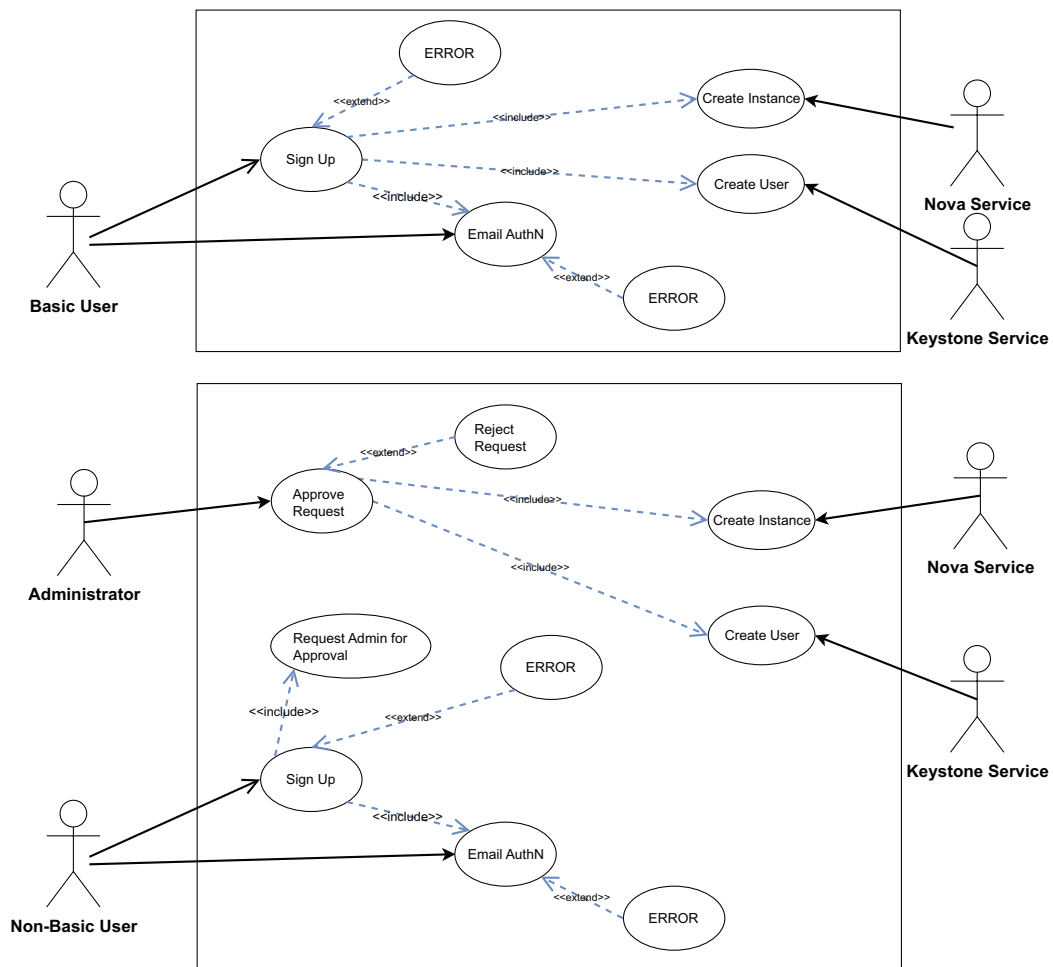 ERROR
<<extend>>
Create Instance
<<include>>
Sign Up
<<include>>
Create User
<<include>>
Nova Service
Email AuthN
<<extend>>
ERROR
Basic User
Keystone Service
Reject
Request
<<extend>>
Approve
Request
<<include>>
Create Instance
Nova Service
<<include>>
Administrator
Create User
Request Admin for
Approval
ERROR
<<include>>
<<extend>>
Keystone Service
Sign Up
<<include>>
Email AuthN
<<extend>>
ERROR
Non-Basic User